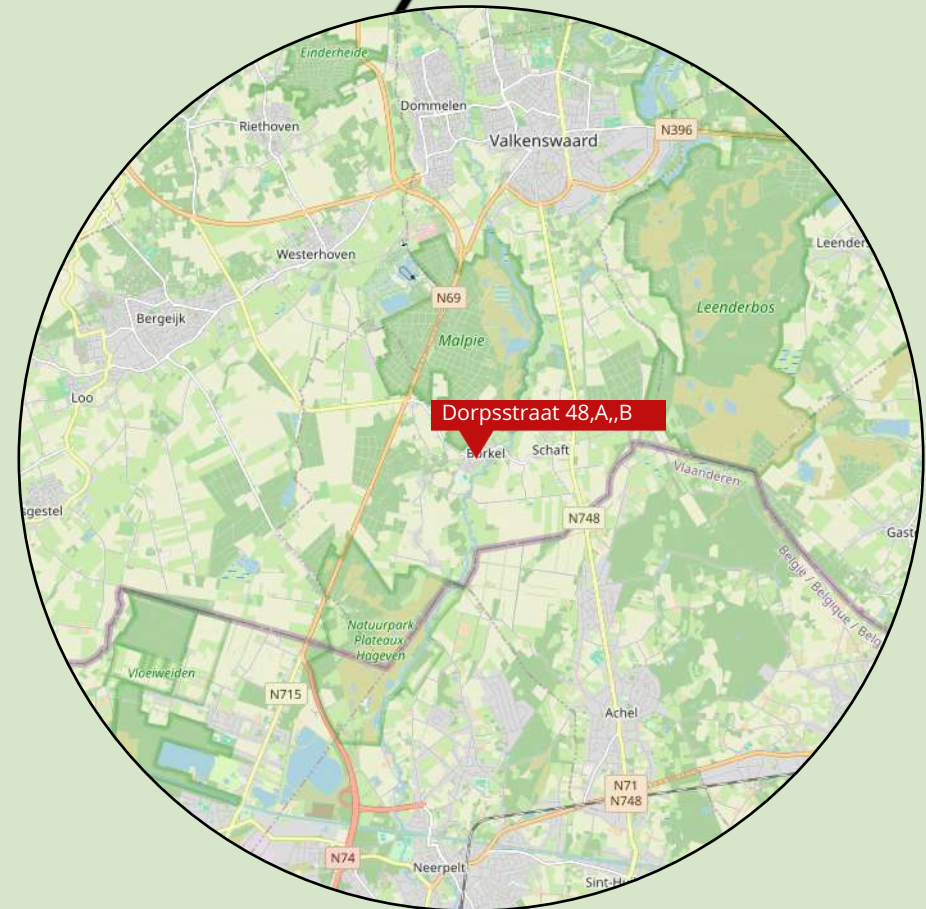 Einderheide
Dommelen
Riethoven
Valkenswaard
N396
Westerhoven
Leender
N69
Leenderbos
Bergeijk
Malpie
Loo
Dorpsstraat 48,A,,B
Borkel
Schaft
Vlaanderen
sgestel
N748
Gast
België / Belgique / Belg
Natuurpark
Plateaux
Hageven
Vloeiweiden
N715
Achel
N71
N748
N74
Neerpelt
Sint-Hu